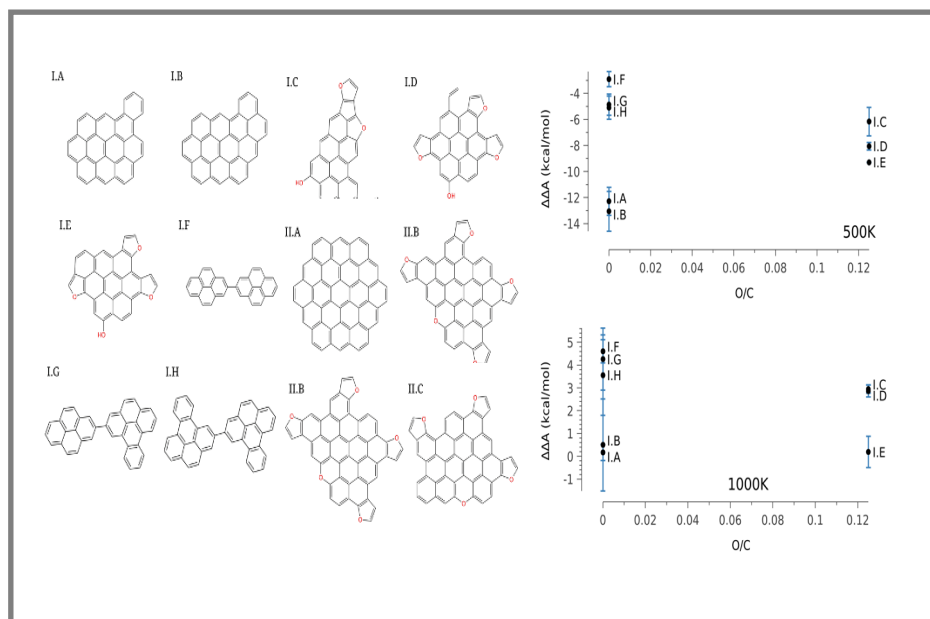 I.A
I.B
I.C
I.D
O
O
HO
O
O
O
OH
I.E
I.F
II.A
II.B
O
O
O
HO
O
O
O
O
O
I.G
I.H
II.B
II.C
O
O
O
O
O
O
O
O
O
ΔΔA (kcal/mol)
-4
-6
-8
-10
-12
-14
I.F
I.G
I.H
I.A
I.B
I.C
I.D
I.E
500K
0
0.02
0.04
0.06
0.08
0.1
0.12
O/C
ΔΔA (kcal/mol)
5
4
3
2
1
0
-1
I.F
I.G
I.H
I.B
I.A
I.C
I.D
I.E
1000K
0
0.02
0.04
0.06
0.08
0.1
0.12
O/C